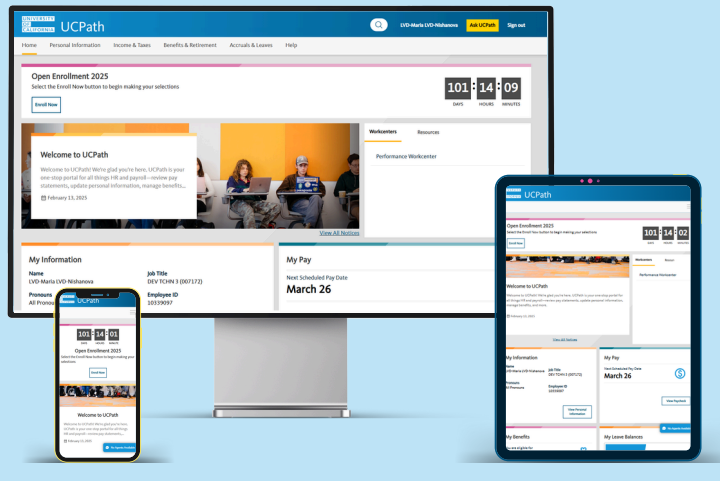 UNIVERSITY
OF
CALIFORNIA
UCPath
LVD-Maria LVD-Nishanova
Ask UCPath
Sign out
Home
Personal Information
Income & Taxes
Benefits & Retirement
Accruals & Leaves
Help
Open Enrollment 2025
Select the Enroll Now button to begin making your selections
Enroll Now
101 : 14 : 09
DAYS HOURS MINUTES
Welcome to UCPath
Welcome to UCPath! We're glad you're here. UCPath is your
one-stop portal for all things HR and payroll—review pay
statements, update personal information, manage benefits...
February 13, 2025
View All Notices
Workcenters
Resources
Performance Workcenter
My Information
Name
LVD-Maria LVD-Nishanova
Job Title
DEV TCHN 3 (007172)
Pronouns
All Pronou
Employee ID
10339097
My Pay
Next Scheduled Pay Date
March 26
UCPath
101 : 14 : 01
DAYS HOURS MINUTES
Open Enrollment 2025
Select the Enroll Now button to begin making your
selections
Enroll Now
Welcome to UCPath
Welcome to UCPath! We're glad you're here.
UCPath is your one-stop portal for all things
HR and payroll—review pay statements,...
February 13, 2025
No Agents Available
UCPath
Open Enrollment 2025
Select the Enroll Now button to begin making your selections
Enroll Now
101 : 14 : 02
DAYS HOURS MINUTES
Welcome to UCPath
Welcome to UCPath! We're glad you're here. UCPath is your one-stop portal for
all things HR and payroll—review pay statements, update personal information,
manage benefits, and more.
February 13, 2025
View All Notices
Workcenters
Performance Workcenter
My Information
Name
LVD-Maria LVD-Nishanova
Job Title
DEV TCHN 3 (007172)
Pronouns
All Pronouns
Employee ID
10339097
View Personal
Information
My Pay
Next Scheduled Pay Date
March 26
View Paycheck
My Benefits
You are eligible for
My Leave Balances
No Agents Available